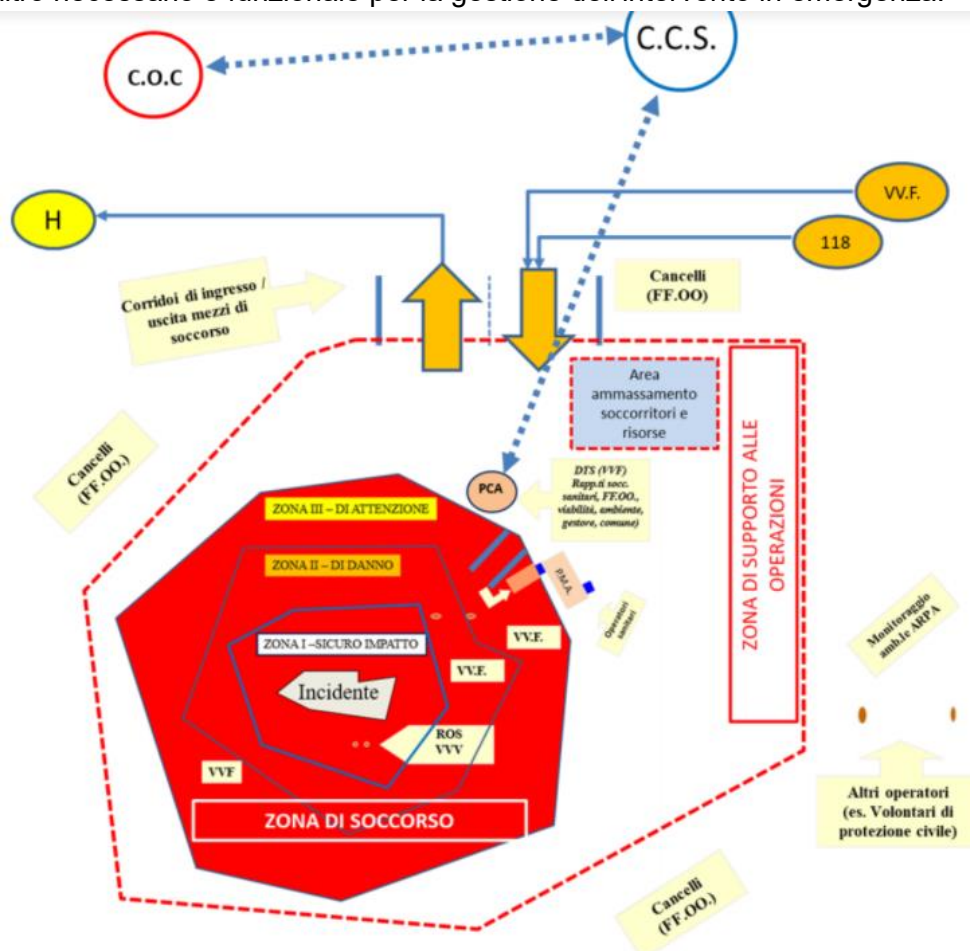 C.O.C
C.C.S.
H
VV.F.
118
Corridoi di ingresso /
uscita mezzi di
soccorso
Cancelli
(FF.OO)
Area
ammassamento
soccorritori e
risorse
Cancelli
(FF.OO.)
PCA
DTS (VVF)
Rapp.ti socc.
sanitari, FF.OO.,
viabilità, ambiente,
gestore, comune)
ZONA DI SUPPORTO ALLE
OPERAZIONI
ZONA III – DI ATTENZIONE
ZONA II – DI DANNO
P.M.A.
Operatori
sanitari
Monitoraggio
amb.le ARPA
ZONA I –SICURO IMPATTO
VV.F.
VV.F.
Incidente
ROS
VVV
VVF
ZONA DI SOCCORSO
Altri operatori
(es. Volontari di
protezione civile)
Cancelli
(FF.OO.)